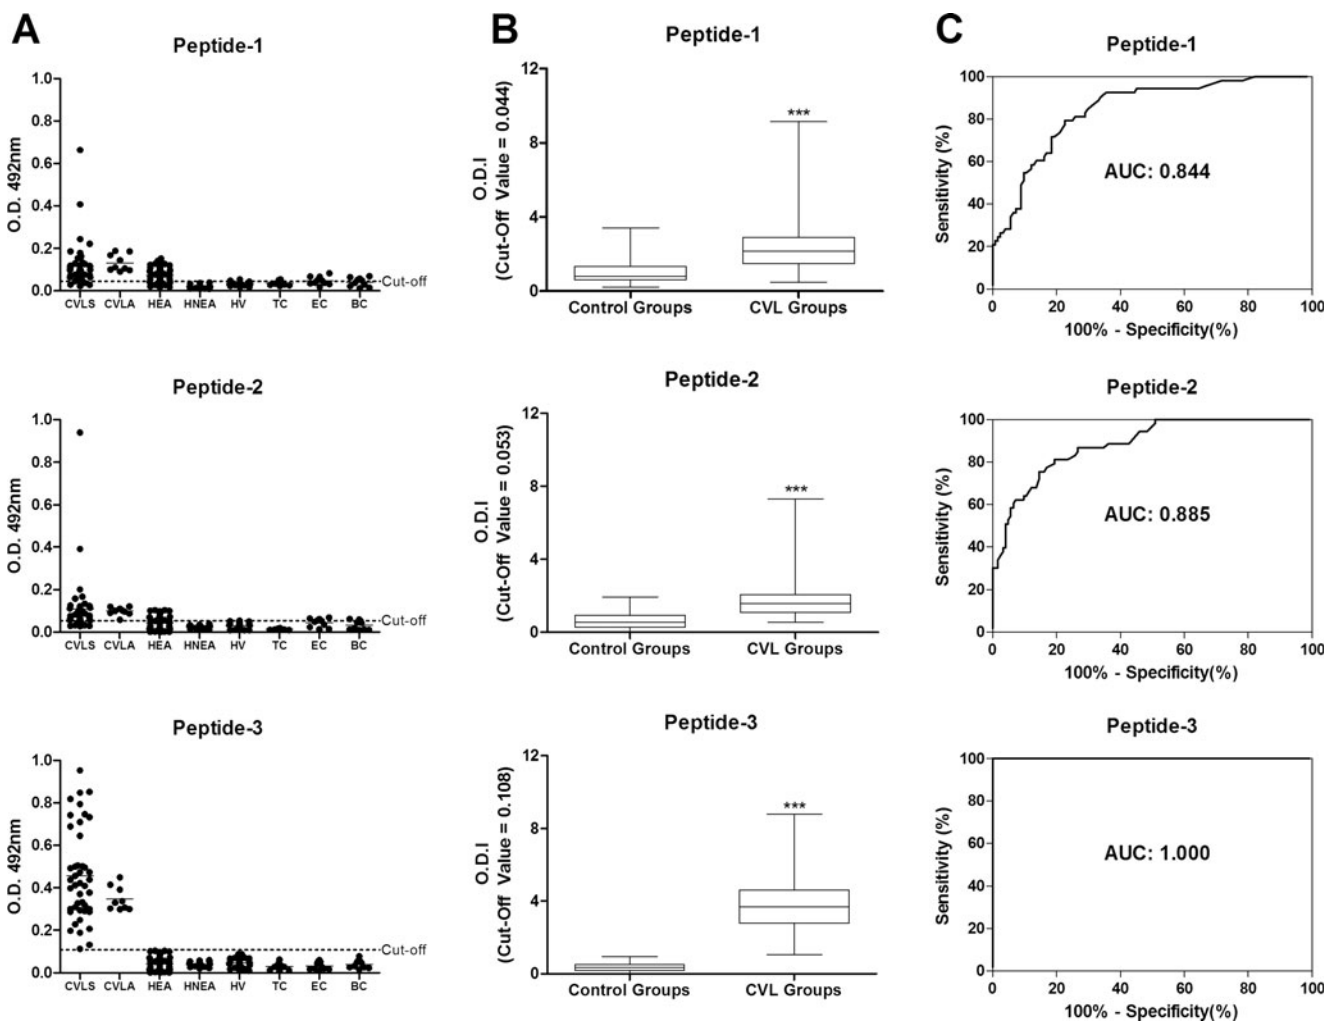 A
B
C
Peptide-1
O.D. 492nm
1.0
0.8
0.6
0.4
0.2
0.0
Cut-off
CVLS CVLA HEA HNEA HV TC EC BC
Peptide-1
O.D.I
(Cut-Off Value = 0.044)
12
8
4
0
***
Control Groups CVL Groups
Peptide-1
Sensitivity (%)
100
80
60
40
20
0
AUC: 0.844
0 20 40 60 80 100
100% - Specificity(%)
Peptide-2
O.D. 492nm
1.0
0.8
0.6
0.4
0.2
0.0
Cut-off
CVLS CVLA HEA HNEA HV TC EC BC
Peptide-2
O.D.I
(Cut-Off Value = 0.053)
12
8
4
0
***
Control Groups CVL Groups
Peptide-2
Sensitivity (%)
100
80
60
40
20
0
AUC: 0.885
0 20 40 60 80 100
100% - Specificity(%)
Peptide-3
O.D. 492nm
1.0
0.8
0.6
0.4
0.2
0.0
Cut-off
CVLS CVLA HEA HNEA HV TC EC BC
Peptide-3
O.D.I
(Cut-Off Value = 0.108)
12
8
4
0
***
Control Groups CVL Groups
Peptide-3
Sensitivity (%)
100
80
60
40
20
0
AUC: 1.000
0 20 40 60 80 100
100% - Specificity(%)